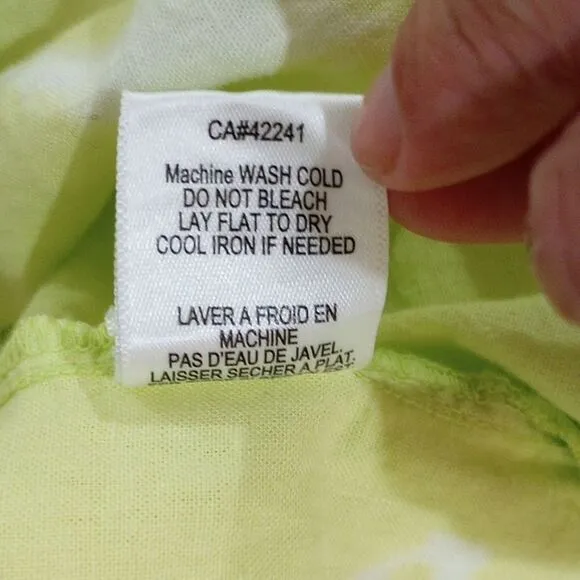 CA#42241
Machine WASH COLD
DO NOT BLEACH
LAY FLAT TO DRY
COOL IRON IF NEEDED
LAVER A FROID EN
MACHINE
PAS D'EAU DE JAVEL.
LAISSER SECHER A PLAT.